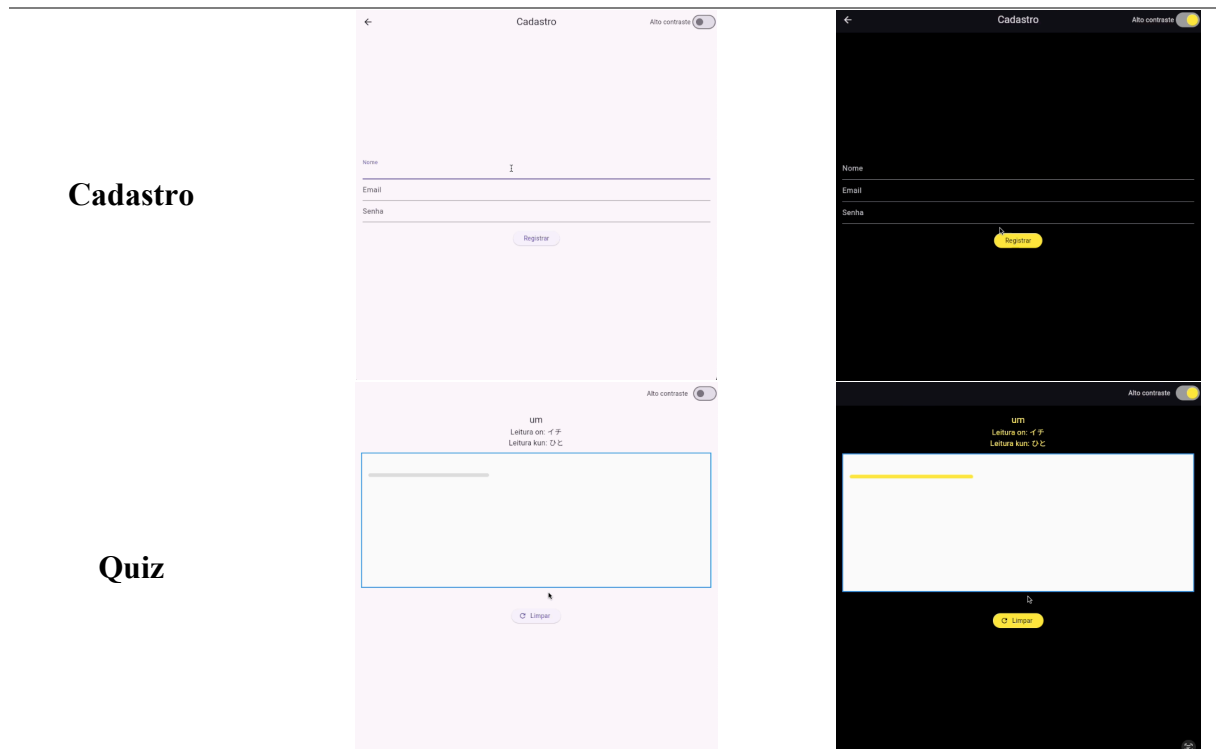 Cadastro
Alto contraste
Cadastro
Alto contraste
Cadastro
Nome
Email
Senha
Registrar
Nome
Email
Senha
Registrar
Quiz
Alto contraste
um
Leitura on: イチ
Leitura kun: ひと
Limpar
Alto contraste
um
Leitura on: イチ
Leitura kun: ひと
Limpar